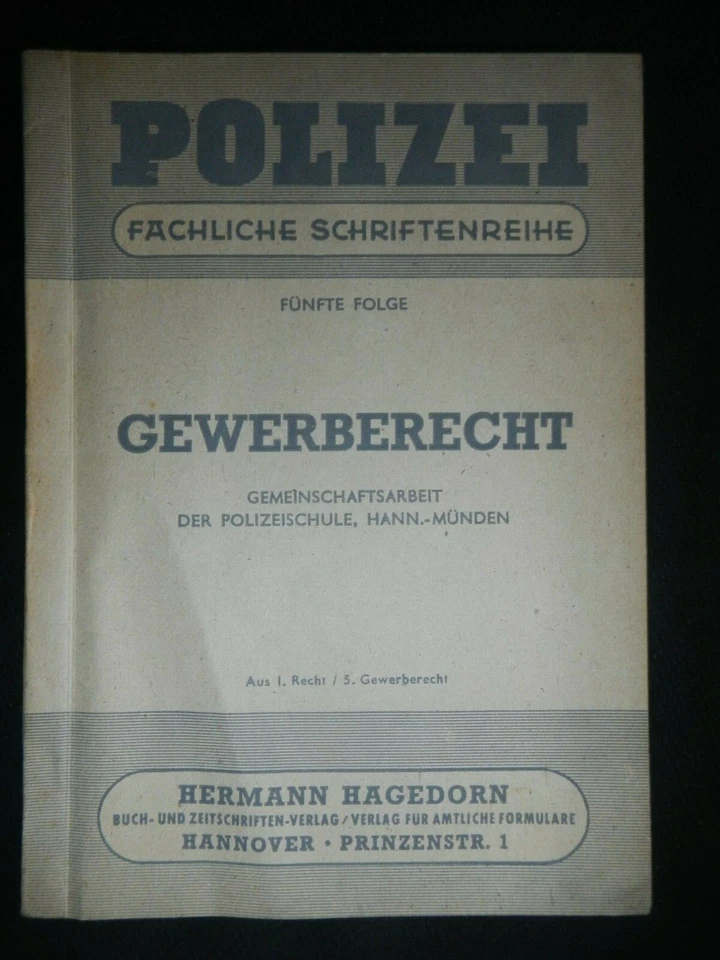 POLIZEI
FACHLICHE SCHRIFTENREIHE
FÜNFTE FOLGE
GEWERBERECHT
GEMEINSCHAFTSARBEIT
DER POLIZEISCHULE, HANN.-MÜNDEN
Aus I. Recht / 5. Gewerberecht
HERMANN HAGEDORN
BUCH- UND ZEITSCHRIFTEN-VERLAG / VERLAG FÜR AMTLICHE FORMULARE
HANNOVER · PRINZENSTR. 1